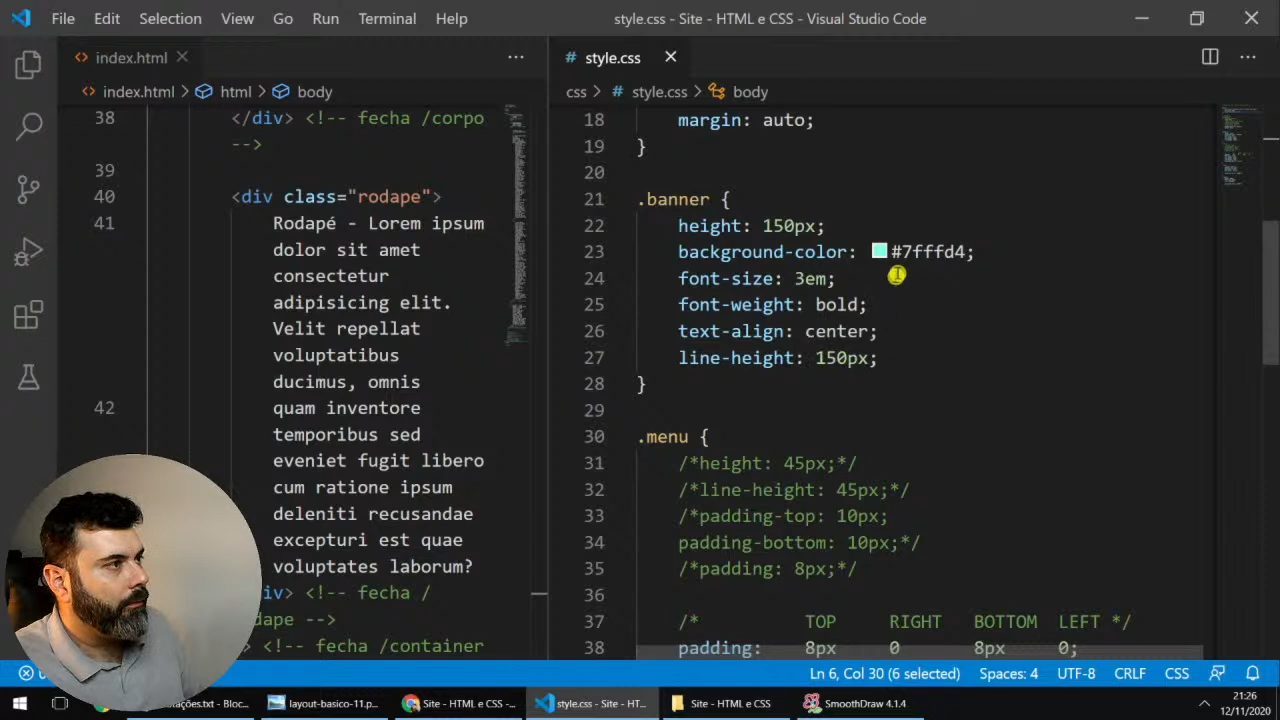 File Edit Selection View Go Run Terminal Help style.css - Site - HTML e CSS - Visual Studio Code
index.html
style.css
index.html > html > body
css > # style.css > body
38 </div> <!-- fecha /corpo
-->
39
40 <div class="rodape">
41 Rodapé - Lorem ipsum
dolor sit amet
consectetur
adipisicing elit.
Velit repellat
voluptatibus
ducimus, omnis
42 quam inventore
temporibus sed
eveniet fugit libero
cum ratione ipsum
deleniti recusandae
excepturi est quae
voluptates laborum?
iv> <!-- fecha /
dape -->
> <!-- fecha /container
18 margin: auto;
19 }
20
21 .banner {
22 height: 150px;
23 background-color: #7fffd4;
24 font-size: 3em;
25 font-weight: bold;
26 text-align: center;
27 line-height: 150px;
28 }
29
30 .menu {
31 /*height: 45px;*/
32 /*line-height: 45px;*/
33 /*padding-top: 10px;
34 padding-bottom: 10px;*/
35 /*padding: 8px;*/
36
37 /* TOP RIGHT BOTTOM LEFT */
38 padding: 8px 0 8px 0;
Ln 6, Col 30 (6 selected) Spaces: 4 UTF-8 CRLF CSS
tações.txt - Bloc... layout-basico-11.p... Site - HTML e CSS -... style.css - Site - HT... Site - HTML e CSS SmoothDraw 4.1.4
21:26
12/11/2020